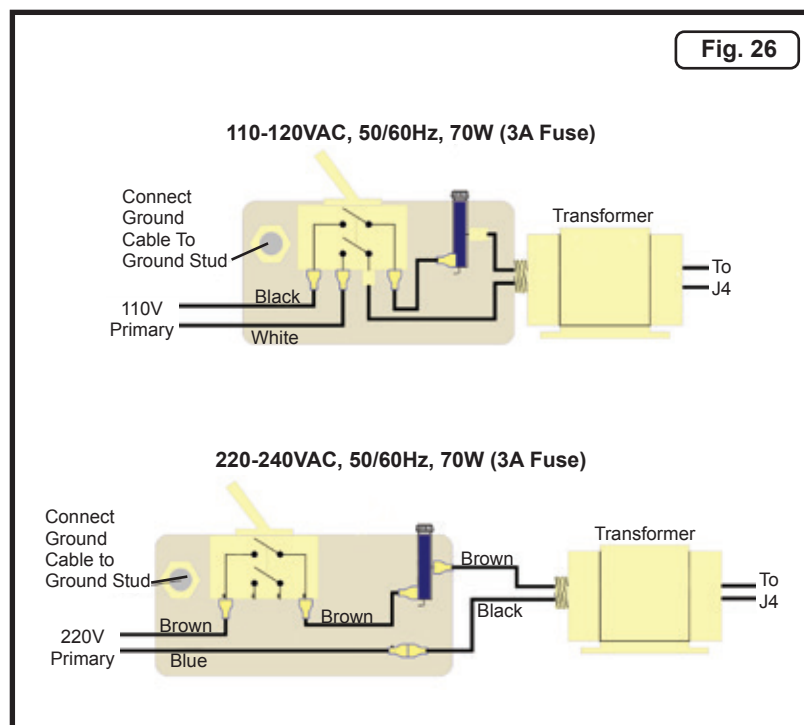 Fig. 26
110-120VAC, 50/60Hz, 70W (3A Fuse)
Connect
Ground
Cable To
Ground Stud
Transformer
To
J4
Black
110V
Primary
White
220-240VAC, 50/60Hz, 70W (3A Fuse)
Connect
Ground
Cable to
Ground Stud
Transformer
Brown
To
J4
Black
Brown
Brown
220V
Primary
Blue